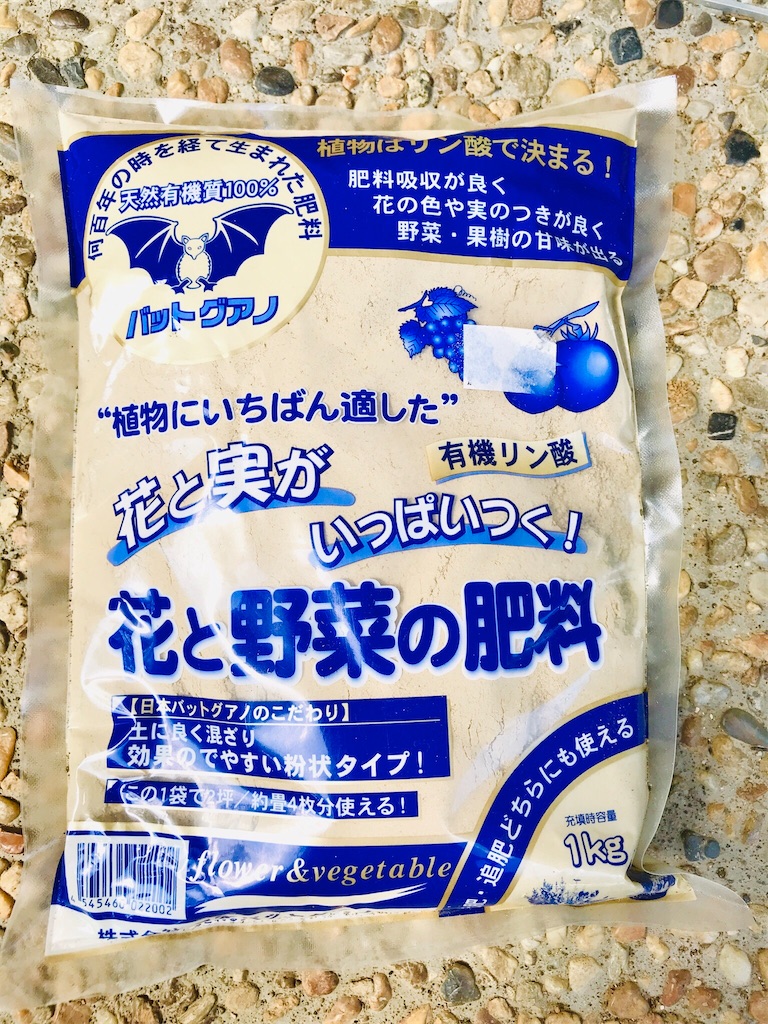 植物はリン酸で決まる！
何百年の時を経て生まれた肥料
天然有機質100%
バットグアノ
肥料吸収が良く
花の色や実のつきが良く
野菜・果樹の甘味が出る
“植物にいちばん適した”
有機リン酸
花と実が
いっぱいつく！
花と野菜の肥料
【日本バットグアノのこだわり】
土に良く混ざり
効果のでやすい粉状タイプ！
この1袋で2坪／約畳4枚分使える！
追肥どちらにも使える
充填時容量
1kg
flower&vegetable
4 545460 022002
株式会